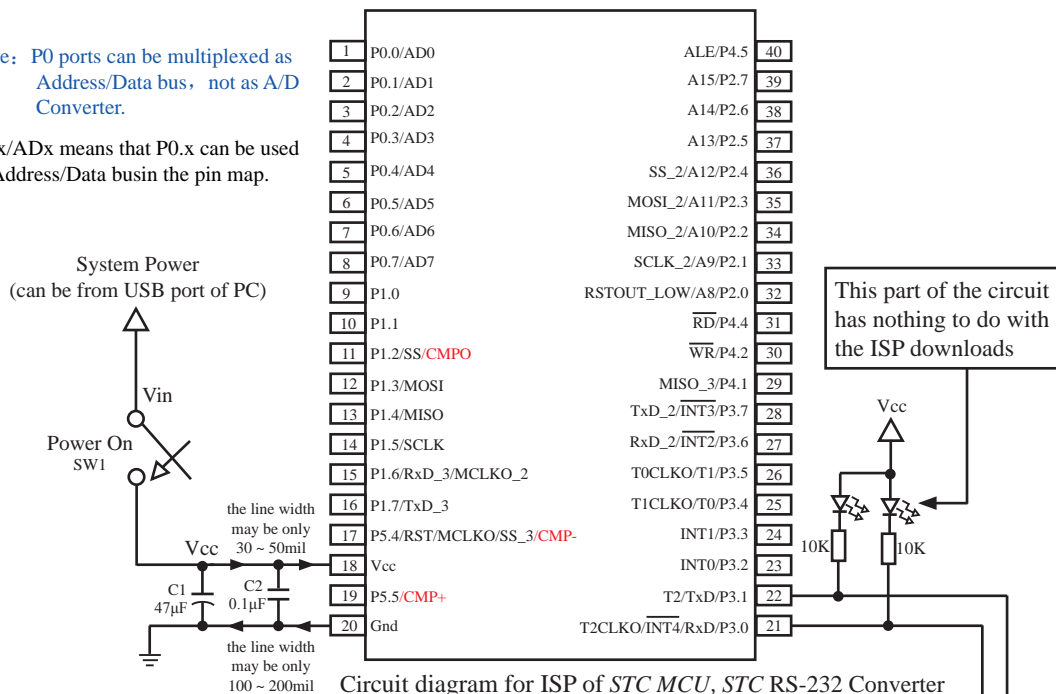 e：P0 ports can be multiplexed as
Address/Data bus，not as A/D
Converter.
x/ADx means that P0.x can be used
Address/Data busin the pin map.
System Power
(can be from USB port of PC)
Vin
Power On
SW1
the line width
may be only
30 ~ 50mil
Vcc
C1
47μF
C2
0.1μF
the line width
may be only
100 ~ 200mil
1 P0.0/AD0
2 P0.1/AD1
3 P0.2/AD2
4 P0.3/AD3
5 P0.4/AD4
6 P0.5/AD5
7 P0.6/AD6
8 P0.7/AD7
9 P1.0
10 P1.1
11 P1.2/SS/CMPO
12 P1.3/MOSI
13 P1.4/MISO
14 P1.5/SCLK
15 P1.6/RxD_3/MCLKO_2
16 P1.7/TxD_3
17 P5.4/RST/MCLKO/SS_3/CMP-
18 Vcc
19 P5.5/CMP+
20 Gnd
ALE/P4.5 40
A15/P2.7 39
A14/P2.6 38
A13/P2.5 37
SS_2/A12/P2.4 36
MOSI_2/A11/P2.3 35
MISO_2/A10/P2.2 34
SCLK_2/A9/P2.1 33
RSTOUT_LOW/A8/P2.0 32
RD/P4.4 31
WR/P4.2 30
MISO_3/P4.1 29
TxD_2/INT3/P3.7 28
RxD_2/INT2/P3.6 27
T0CLKO/T1/P3.5 26
T1CLKO/T0/P3.4 25
INT1/P3.3 24
INT0/P3.2 23
T2/TxD/P3.1 22
T2CLKO/INT4/RxD/P3.0 21
This part of the circuit
has nothing to do with
the ISP downloads
Vcc
10K
10K
Circuit diagram for ISP of STC MCU, STC RS-232 Converter